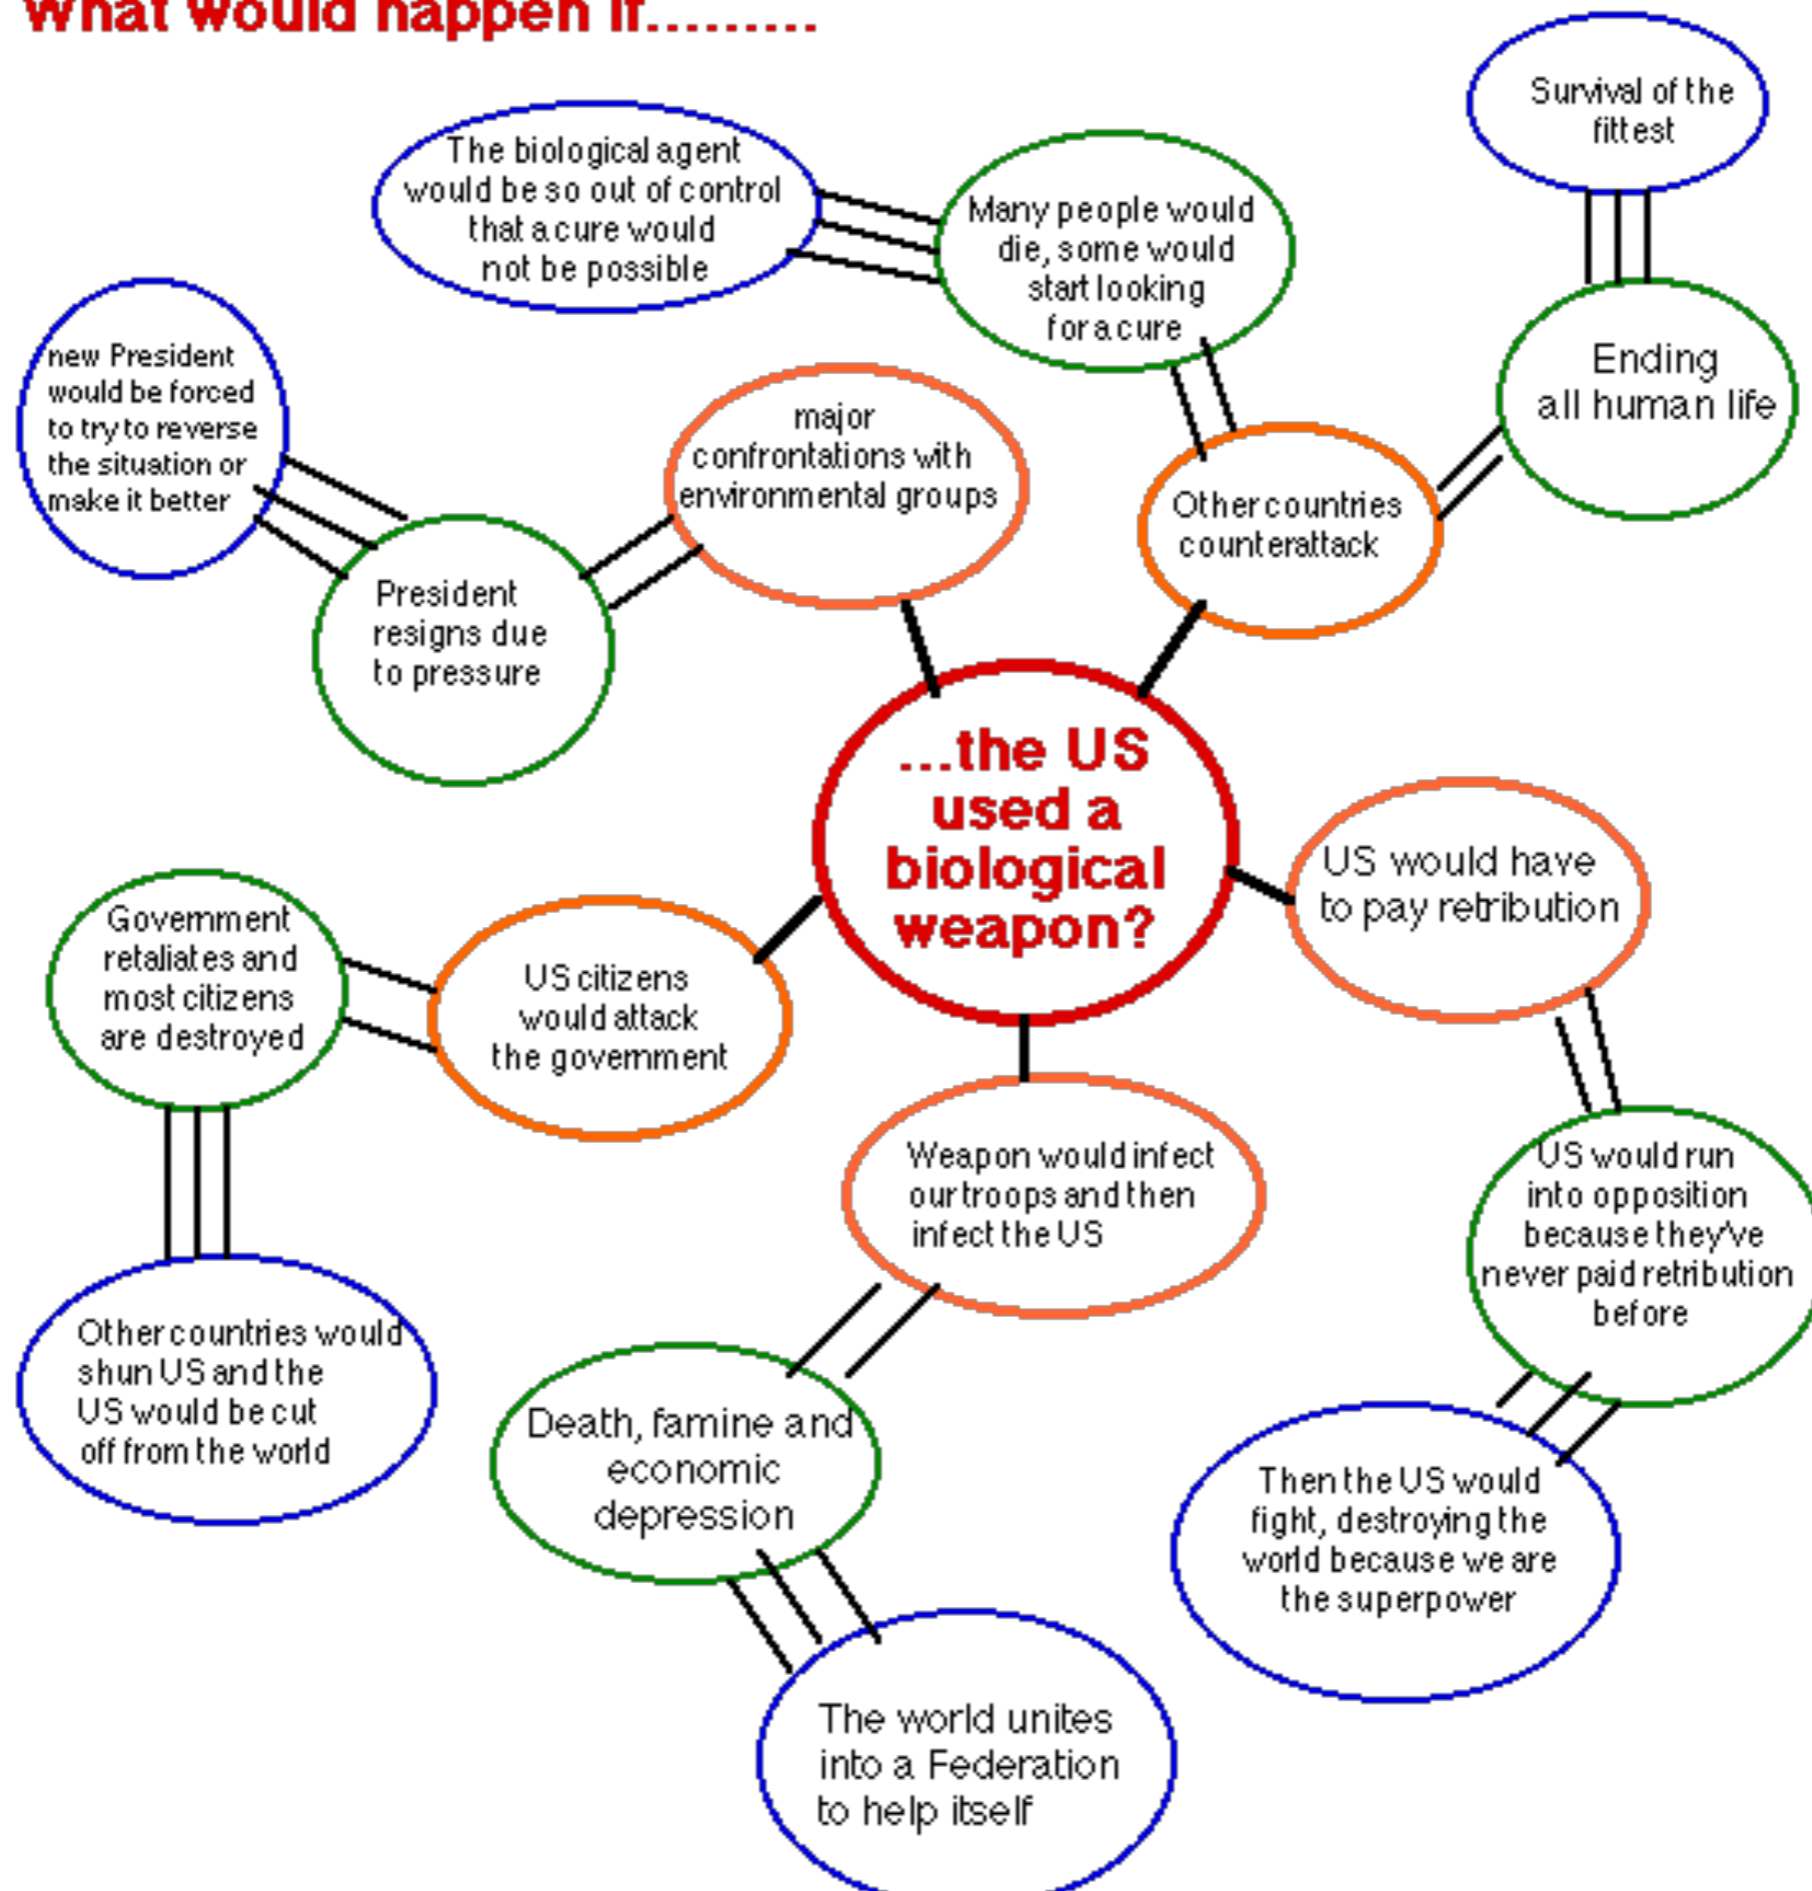 What would happen if.........
Survival of the
fittest
The biological agent
would be so out of control
that a cure would
not be possible
Many people would
die, some would
start looking
for a cure
Ending
all human life
new President
would be forced
to try to reverse
the situation or
make it better
major
confrontations with
environmental groups
Other countries
counterattack
President
resigns due
to pressure
...the US
used a
biological
weapon?
US would have
to pay retribution
Government
retaliates and
most citizens
are destroyed
US citizens
would attack
the government
Weapon would infect
our troops and then
infect the US
US would run
into opposition
because they've
never paid retribution
before
Other countries would
shun US and the
US would be cut
off from the world
Death, famine and
economic
depression
Then the US would
fight, destroying the
world because we are
the superpower
The world unites
into a Federation
to help itself